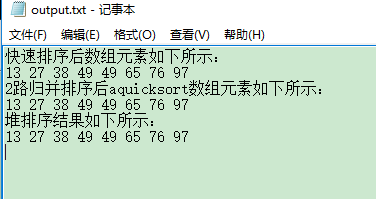 output.txt - 记事本
文件(F) 编辑(E) 格式(O) 查看(V) 帮助(H)
快速排序后数组元素如下所示：
13 27 38 49 49 65 76 97
2路归并排序后aquicksort数组元素如下所示：
13 27 38 49 49 65 76 97
堆排序结果如下所示：
13 27 38 49 49 65 76 97